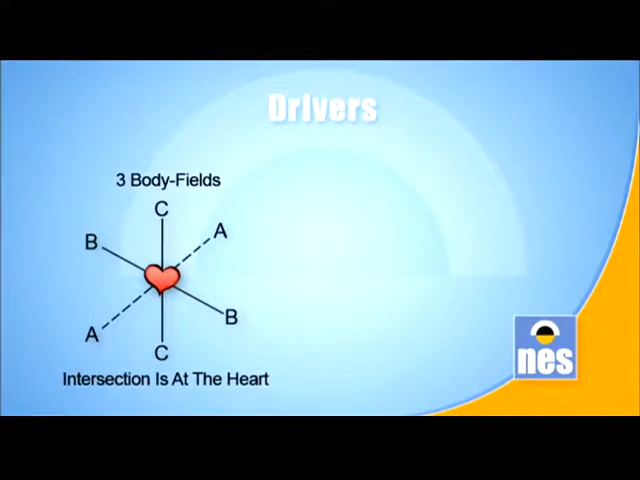 Drivers
3 Body-Fields
C
A
B
B
A
C
Intersection Is At The Heart
nes